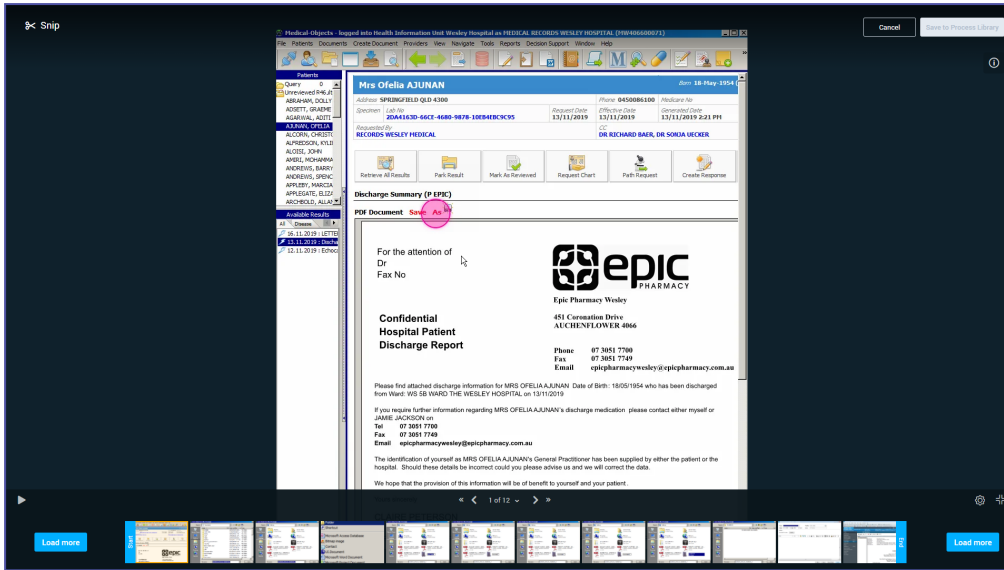 Snip
Cancel
Save to Process Library
Medical-Objects - logged into Health Information Unit Wesley Hospital as MEDICAL RECORDS WESLEY HOSPITAL (MW406600071)
File Patients Documents Create Document Providers View Navigate Tools Reports Decision Support Window Help
Patients
Query 0
Unreviewed R46
ABRAHAM, DOLLY
ADSETT, GRAEME
AGARWAL, ADITI
AJUNAN, OFELIA
ALCORN, CHRISTO
ALFREDSON, KYLI
ALOISI, JOHN
AMIRI, MOHAMMA
ANDREWS, BARRY
ANDREWS, SPENC
APPLEBY, MARCIA
APPLEGATE, ELIZA
ARCHBOLD, ALLAN
Available Results
All Disease
16.11.2019 : LETTE
13.11.2019 : Discha
12.11.2019 : Echoc
Mrs Ofelia AJUNAN
Born 18-May-1954 (
Address SPRINGFIELD QLD 4300
Phone 0450086100
Medicare No
Specimen Lab No
2DA4163D-66CE-4680-9878-10EB4EBC9C95
Request Date
13/11/2019
Effective Date
13/11/2019
Generated Date
13/11/2019 2:21 PM
Requested By
RECORDS WESLEY MEDICAL
CC
DR RICHARD BAER, DR SONJA UECKER
Retrieve All Results
Park Result
Mark As Reviewed
Request Chart
Path Request
Create Response
Discharge Summary (P EPIC)
PDF Document Save As
For the attention of
Dr
Fax No
epic
PHARMACY
Epic Pharmacy Wesley
451 Coronation Drive
AUCHENFLOWER 4066
Confidential
Hospital Patient
Discharge Report
Phone 07 3051 7700
Fax 07 3051 7749
Email epicpharmacywesley@epicpharmacy.com.au
Please find attached discharge information for MRS OFELIA AJUNAN Date of Birth: 18/05/1954 who has been discharged
from Ward: WS 5B WARD THE WESLEY HOSPITAL on 13/11/2019
If you require further information regarding MRS OFELIA AJUNAN's discharge medication please contact either myself or
JAMIE JACKSON on
Tel 07 3051 7700
Fax 07 3051 7749
Email epicpharmacywesley@epicpharmacy.com.au
The identification of yourself as MRS OFELIA AJUNAN's General Practitioner has been supplied by either the patient or the
hospital. Should these details be incorrect could you please advise us and we will correct the data.
We hope that the provision of this information will be of benefit to yourself and your patient.
1 of 12
Load more
Start
End
Load more